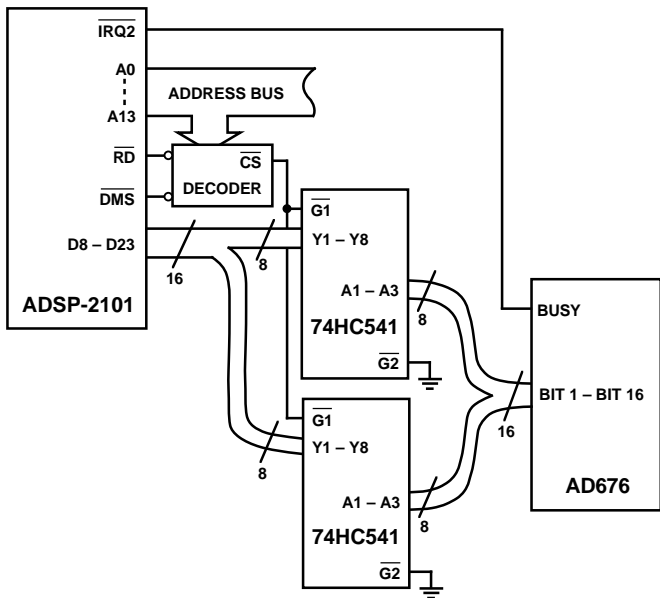 IRQ2
A0
ADDRESS BUS
A13
RD
CS
DECODER
DMS
D8 – D23
16
8
ADSP-2101
G1
Y1 – Y8
A1 – A3
8
74HC541
G2
BUSY
BIT 1 – BIT 16
16
AD676
G1
Y1 – Y8
8
A1 – A3
8
74HC541
G2